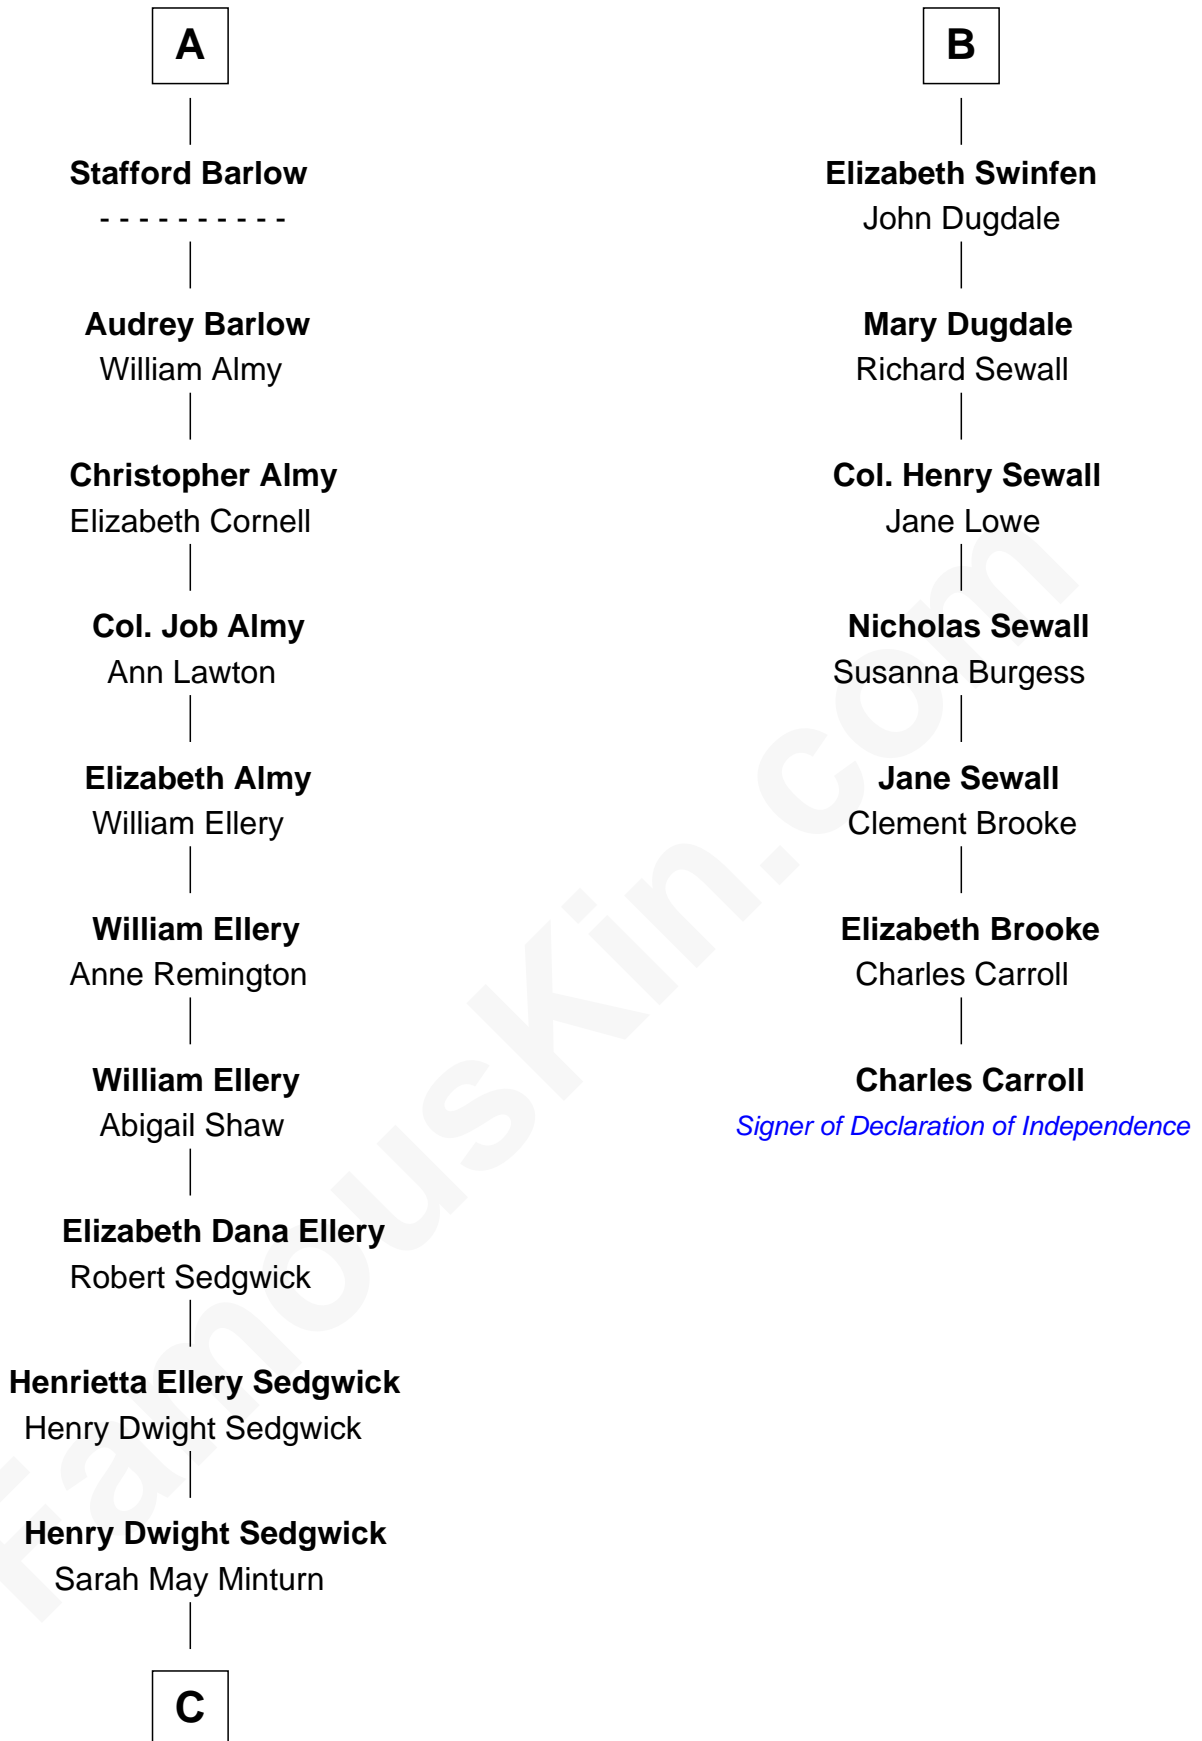 A
Stafford Barlow
- - - - - - - - - -
Audrey Barlow
William Almy
Christopher Almy
Elizabeth Cornell
Col. Job Almy
Ann Lawton
Elizabeth Almy
William Ellery
William Ellery
Anne Remington
William Ellery
Abigail Shaw
Elizabeth Dana Ellery
Robert Sedgwick
Henrietta Ellery Sedgwick
Henry Dwight Sedgwick
Henry Dwight Sedgwick
Sarah May Minturn
C
B
Elizabeth Swinfen
John Dugdale
Mary Dugdale
Richard Sewall
Col. Henry Sewall
Jane Lowe
Nicholas Sewall
Susanna Burgess
Jane Sewall
Clement Brooke
Elizabeth Brooke
Charles Carroll
Charles Carroll
Signer of Declaration of Independence
FamousKin.com